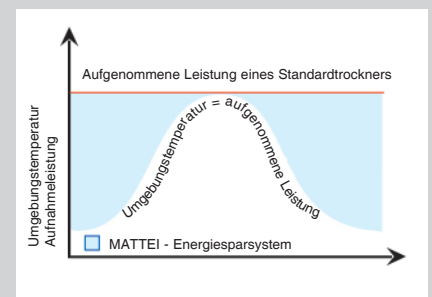 Aufgenommene Leistung eines Standardtrockners
Umgebungstemperatur
Aufnahmeleistung
Umgebungstemperatur = aufgenommene Leistung
MATTEI - Energiesparsystem